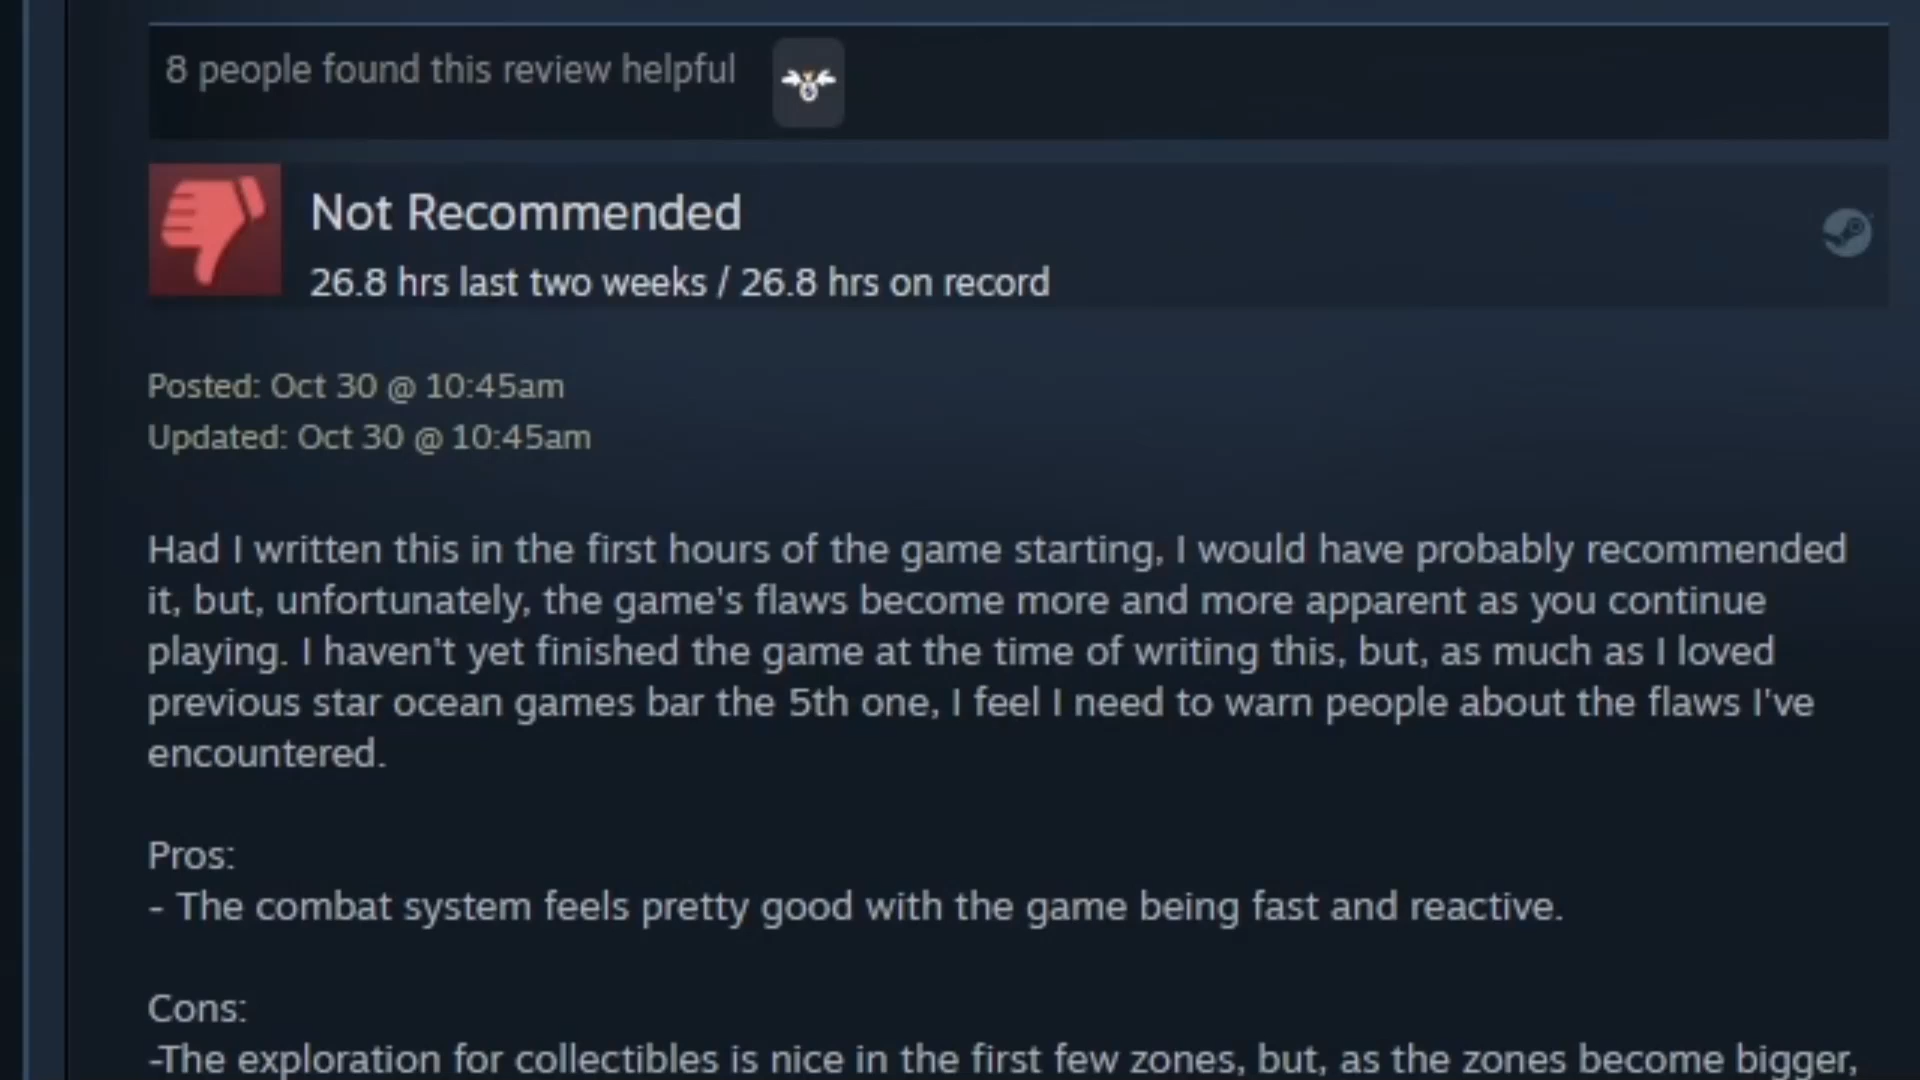 8 people found this review helpful
Not Recommended
26.8 hrs last two weeks / 26.8 hrs on record
Posted: Oct 30 @ 10:45am
Updated: Oct 30 @ 10:45am
Had I written this in the first hours of the game starting, I would have probably recommended
it, but, unfortunately, the game's flaws become more and more apparent as you continue
playing. I haven't yet finished the game at the time of writing this, but, as much as I loved
previous star ocean games bar the 5th one, I feel I need to warn people about the flaws I've
encountered.
Pros:
- The combat system feels pretty good with the game being fast and reactive.
Cons:
-The exploration for collectibles is nice in the first few zones, but, as the zones become bigger,